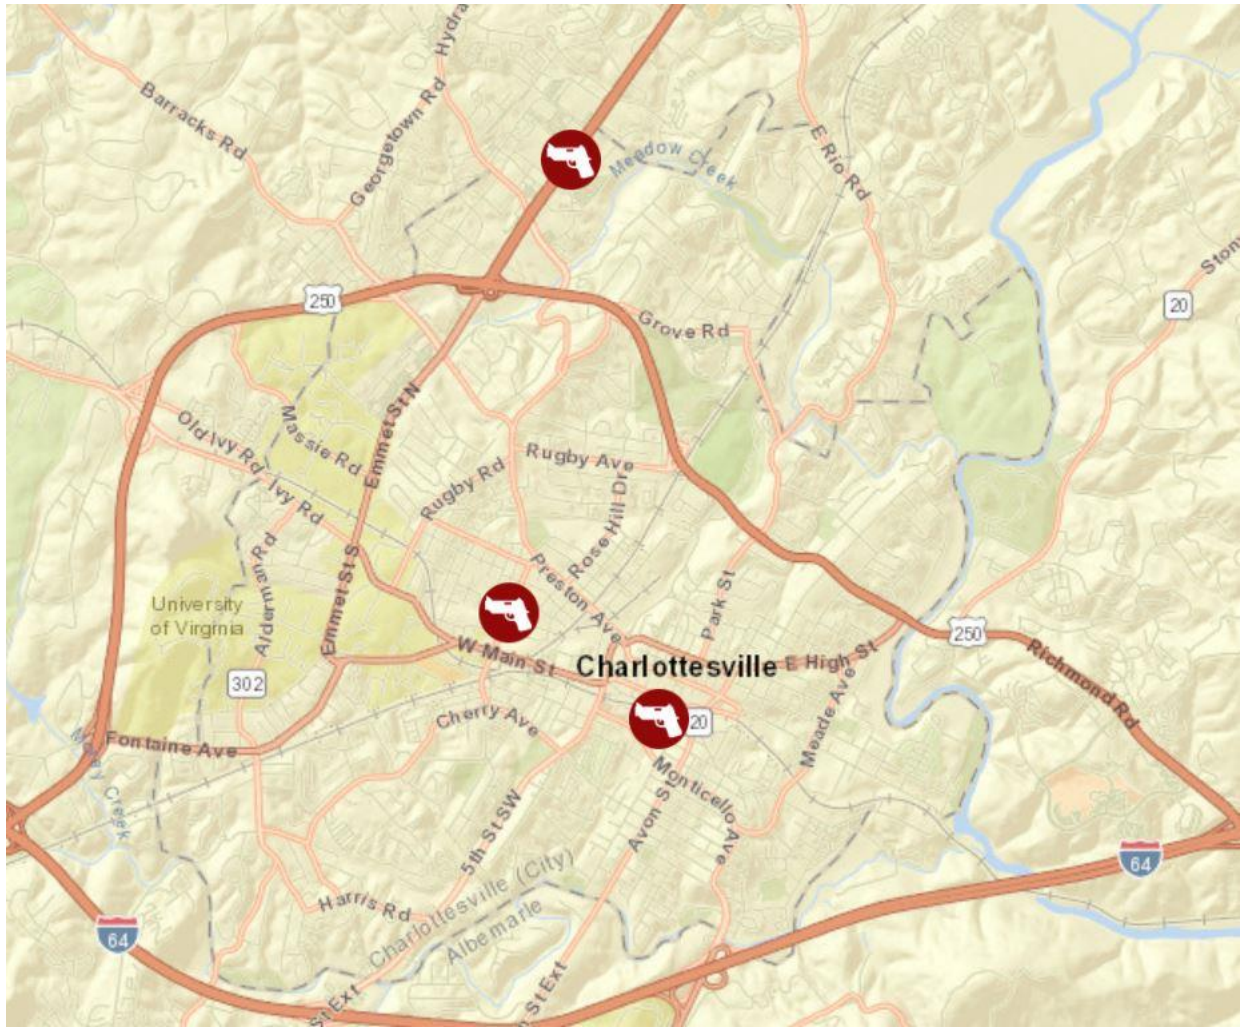 Hydra
Barracks Rd
Georgetown Rd
Meadow Creek
E Rio Rd
Stony
20
250
Grove Rd
Emmet St N
Massie Rd
Old Ivy Rd
Ivy Rd
Rugby Rd
Rugby Ave
Rose Hill Dr
Alderman Rd
Preston Ave
Park St
University
of Virginia
Emmet St S
W Main St
Charlottesville
E High St
250
Richmond Rd
302
20
Meade Ave
Cherry Ave
Fontaine Ave
Monticello Ave
Avon St
Creek
5th St SW
Harris Rd
Charlottesville (City)
Albemarle
64
64
St Ext
St Ext